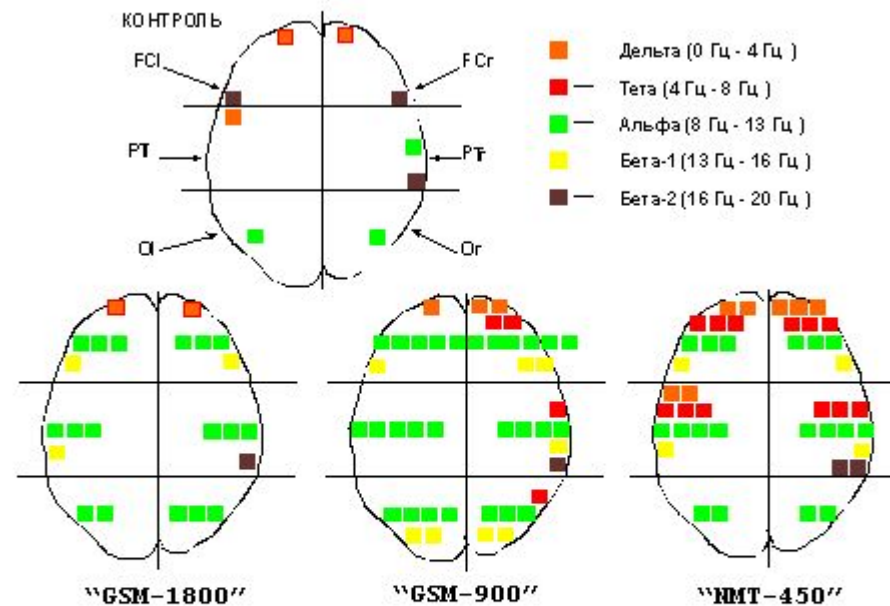 КОНТРОЛЬ
FCl
FCr
PTl
PTr
Ol
Or
Дельта (0 Гц - 4 Гц )
Тета (4 Гц - 8 Гц )
Альфа (8 Гц - 13 Гц )
Бета-1 (13 Гц - 16 Гц )
Бета-2 (16 Гц - 20 Гц )
"GSM-1800"
"GSM-900"
"NMT-450"